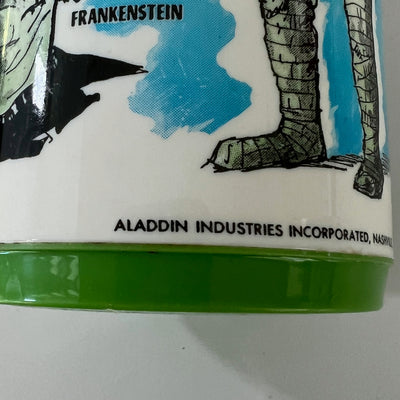 FRANKENSTEIN
ALADDIN INDUSTRIES INCORPORATED,